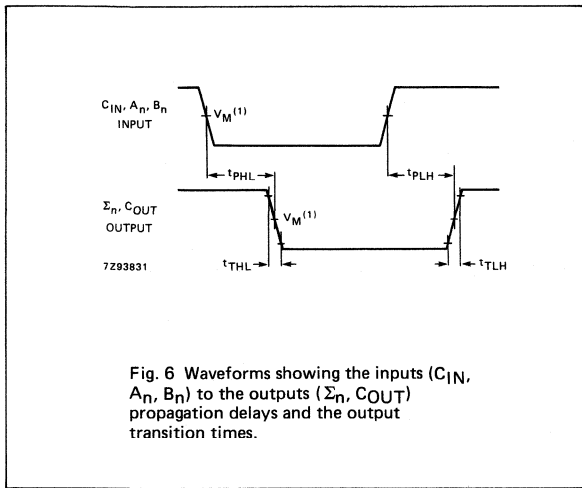 C_IN, A_n, B_n
INPUT
V_M(1)
t_PHL
t_PLH
Σ_n, C_OUT
OUTPUT
V_M(1)
7Z93831
t_THL
t_TLH
Fig. 6 Waveforms showing the inputs (C_IN,
A_n, B_n) to the outputs (Σ_n, C_OUT)
propagation delays and the output
transition times.